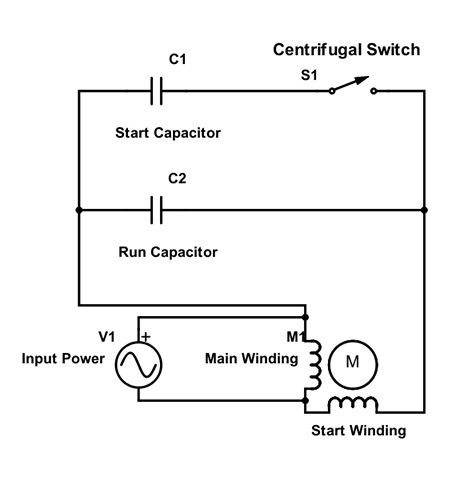 Centrifugal Switch
C1
S1
Start Capacitor
C2
Run Capacitor
V1
+
M1
Input Power
Main Winding
M
Start Winding